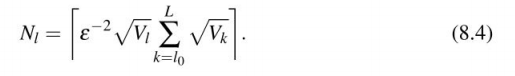 N_l = ⌈ε^{-2} √V_l ∑_{k=l_0}^{L} √V_k⌉. (8.4)